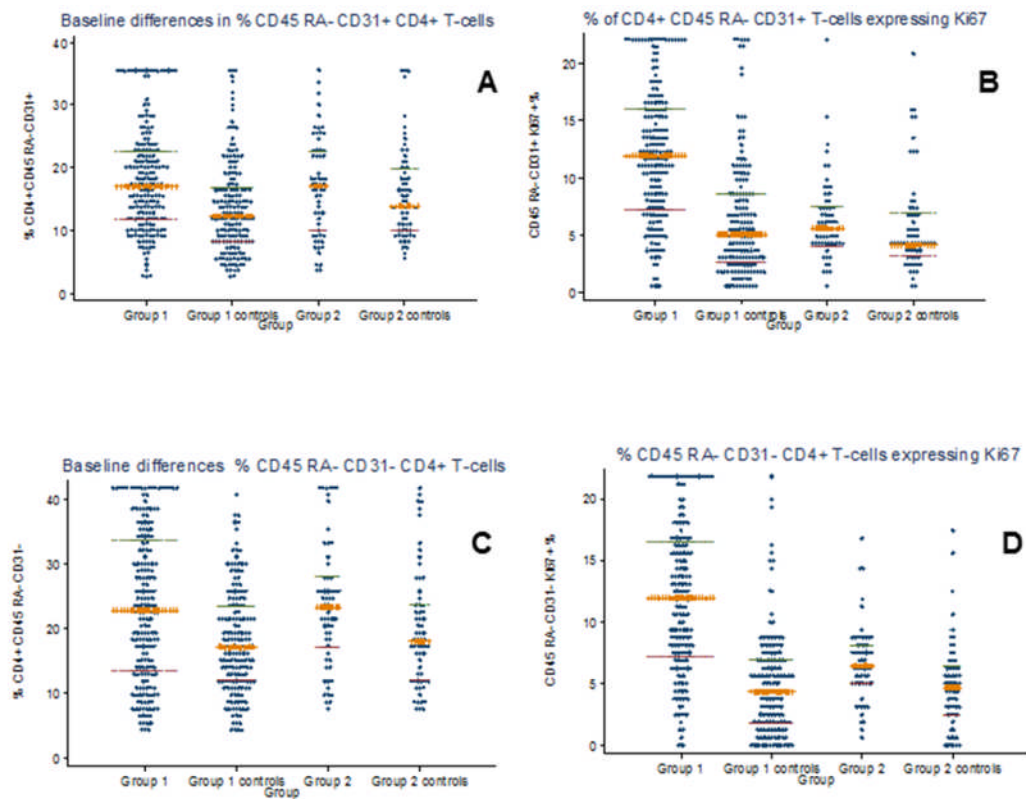 Baseline differences in % CD45 RA- CD31+ CD4+ T-cells
A
% CD4+CD45 RA-CD31+
40
30
20
10
0
Group 1
Group 1 controls
Group 2
Group 2 controls
Group
% of CD4+ CD45 RA- CD31+ T-cells expressing Ki67
B
CD45 RA- CD31+ KI67+%
20
15
10
5
0
Group 1
Group 1 controls
Group 2
Group 2 controls
Group
Baseline differences % CD45 RA- CD31- CD4+ T-cells
C
% CD4+ CD45 RA-CD31-
40
30
20
10
0
Group 1
Group 1 controls
Group 2
Group 2 controls
Group
% CD45 RA- CD31- CD4+ T-cells expressing Ki67
D
CD45 RA- CD31- KI67+%
20
15
10
5
0
Group 1
Group 1 controls
Group 2
Group 2 controls
Group